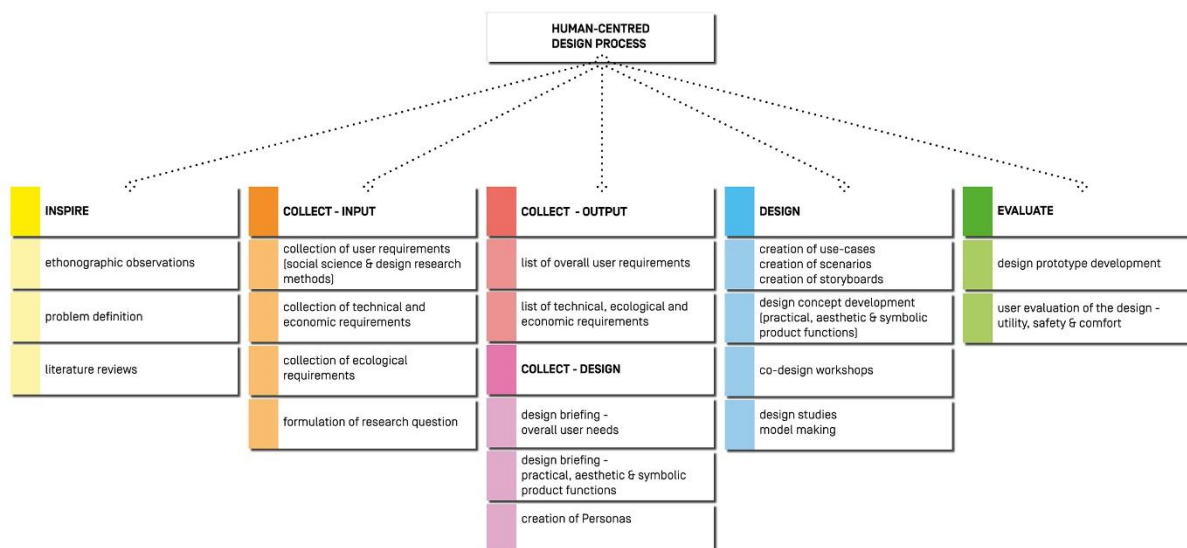 HUMAN-CENTRED
DESIGN PROCESS
INSPIRE
ethonographic observations
problem definition
literature reviews
COLLECT - INPUT
collection of user requirements
(social science & design research
methods)
collection of technical and
economic requirements
collection of ecological
requirements
formulation of research question
COLLECT - OUTPUT
list of overall user requirements
list of technical, ecological and
economic requirements
COLLECT - DESIGN
design briefing -
overall user needs
design briefing -
practical, aesthetic & symbolic
product functions
creation of Personas
DESIGN
creation of use-cases
creation of scenarios
creation of storyboards
design concept development
(practical, aesthetic & symbolic
product functions)
co-design workshops
design studies
model making
EVALUATE
design prototype development
user evaluation of the design -
utility, safety & comfort